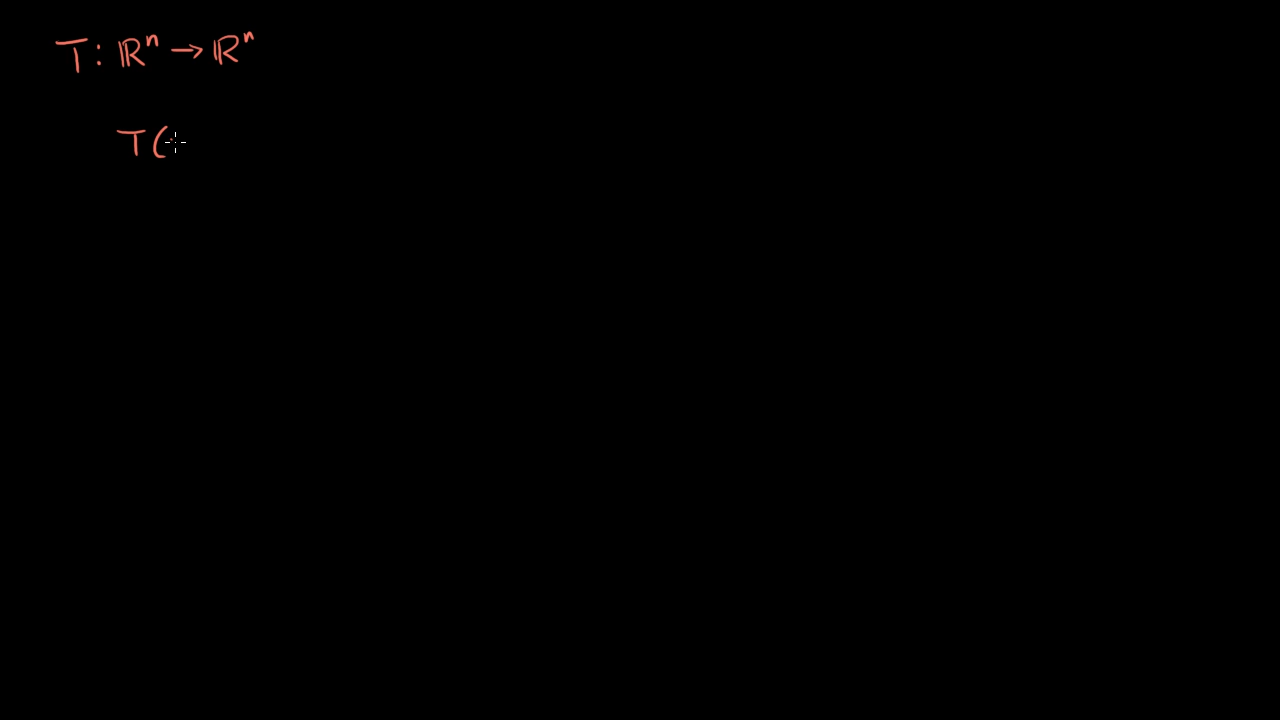 T: ℝⁿ → ℝⁿ
T(